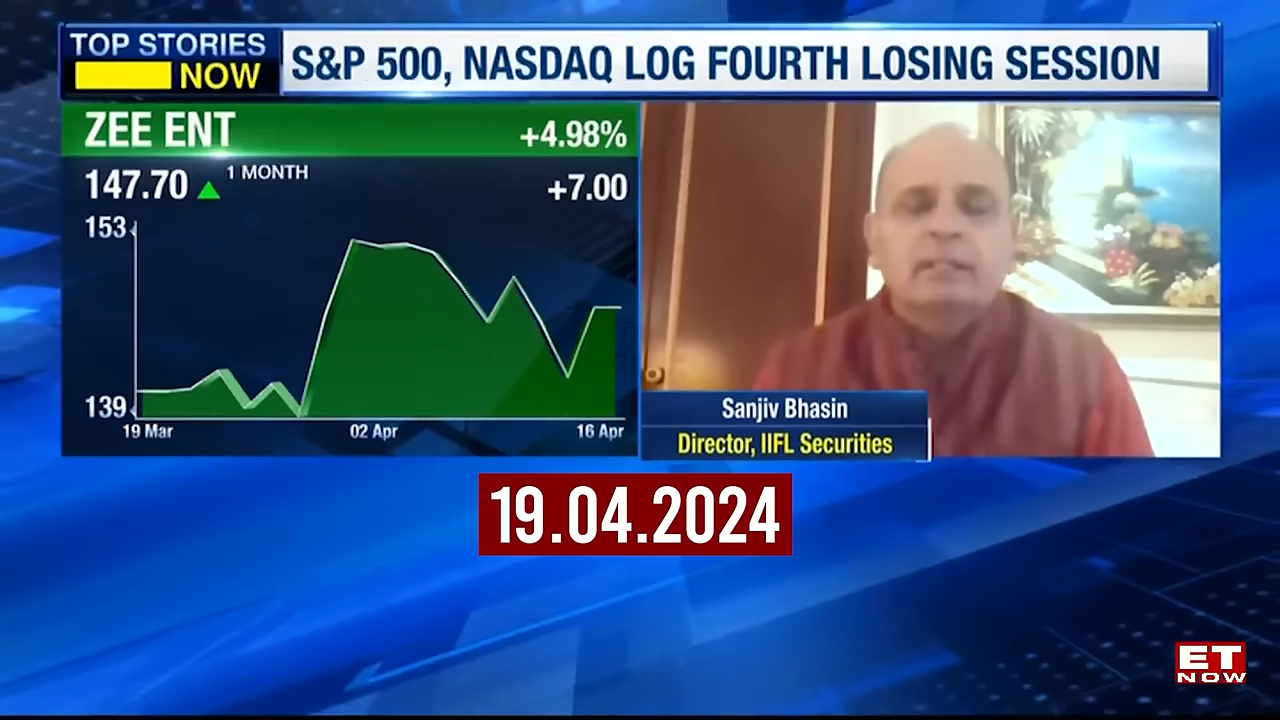 TOP STORIES
NOW
S&P 500, NASDAQ LOG FOURTH LOSING SESSION
ZEE ENT
+4.98%
147.70
1 MONTH
+7.00
153
139
19 Mar
02 Apr
16 Apr
Sanjiv Bhasin
Director, IIFL Securities
19.04.2024
ET
NOW